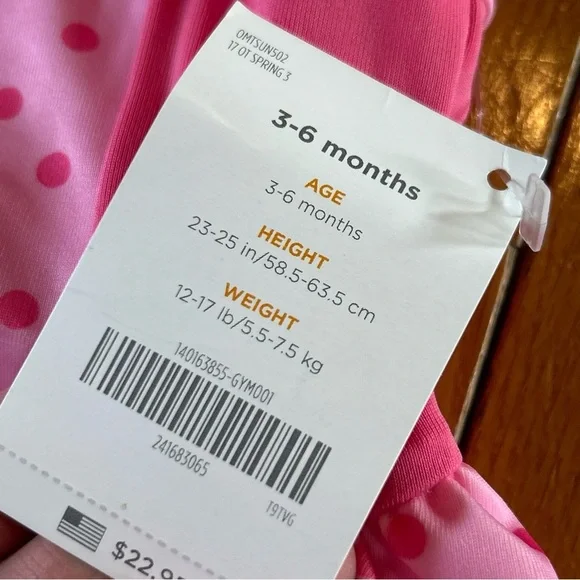 OMTSUN502
17 OT SPRING 3
3-6 months
AGE
3-6 months
HEIGHT
23-25 in/58.5-63.5 cm
WEIGHT
12-17 lb/5.5-7.5 kg
140163855-GYM001
241683065
T9TVG